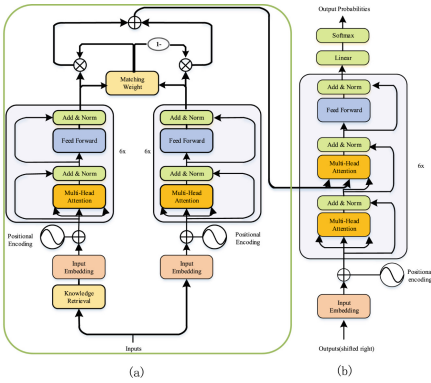 1-
Matching
Weight
Add & Norm
Feed Forward
Add & Norm
Multi-Head
Attention
6x
Positional
Encoding
Input
Embedding
Knowledge
Retrieval
Add & Norm
Feed Forward
Add & Norm
Multi-Head
Attention
6x
Positional
Encoding
Input
Embedding
Inputs
(a)
Output Probabilities
Softmax
Linear
Add & Norm
Feed Forward
Add & Norm
Multi-Head
Attention
6x
Add & Norm
Multi-Head
Attention
Positional
encoding
Input
Embedding
Outputs(shifted right)
(b)